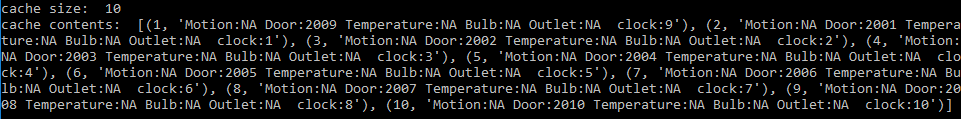 cache size:  10
cache contents:  [(1, 'Motion:NA Door:2009 Temperature:NA Bulb:NA Outlet:NA  clock:9'), (2, 'Motion:NA Door:2001 Tempera
ture:NA Bulb:NA Outlet:NA  clock:1'), (3, 'Motion:NA Door:2002 Temperature:NA Bulb:NA Outlet:NA  clock:2'), (4, 'Motion:
NA Door:2003 Temperature:NA Bulb:NA Outlet:NA  clock:3'), (5, 'Motion:NA Door:2004 Temperature:NA Bulb:NA Outlet:NA  clo
ck:4'), (6, 'Motion:NA Door:2005 Temperature:NA Bulb:NA Outlet:NA  clock:5'), (7, 'Motion:NA Door:2006 Temperature:NA Bu
lb:NA Outlet:NA  clock:6'), (8, 'Motion:NA Door:2007 Temperature:NA Bulb:NA Outlet:NA  clock:7'), (9, 'Motion:NA Door:20
08 Temperature:NA Bulb:NA Outlet:NA  clock:8'), (10, 'Motion:NA Door:2010 Temperature:NA Bulb:NA Outlet:NA  clock:10')]